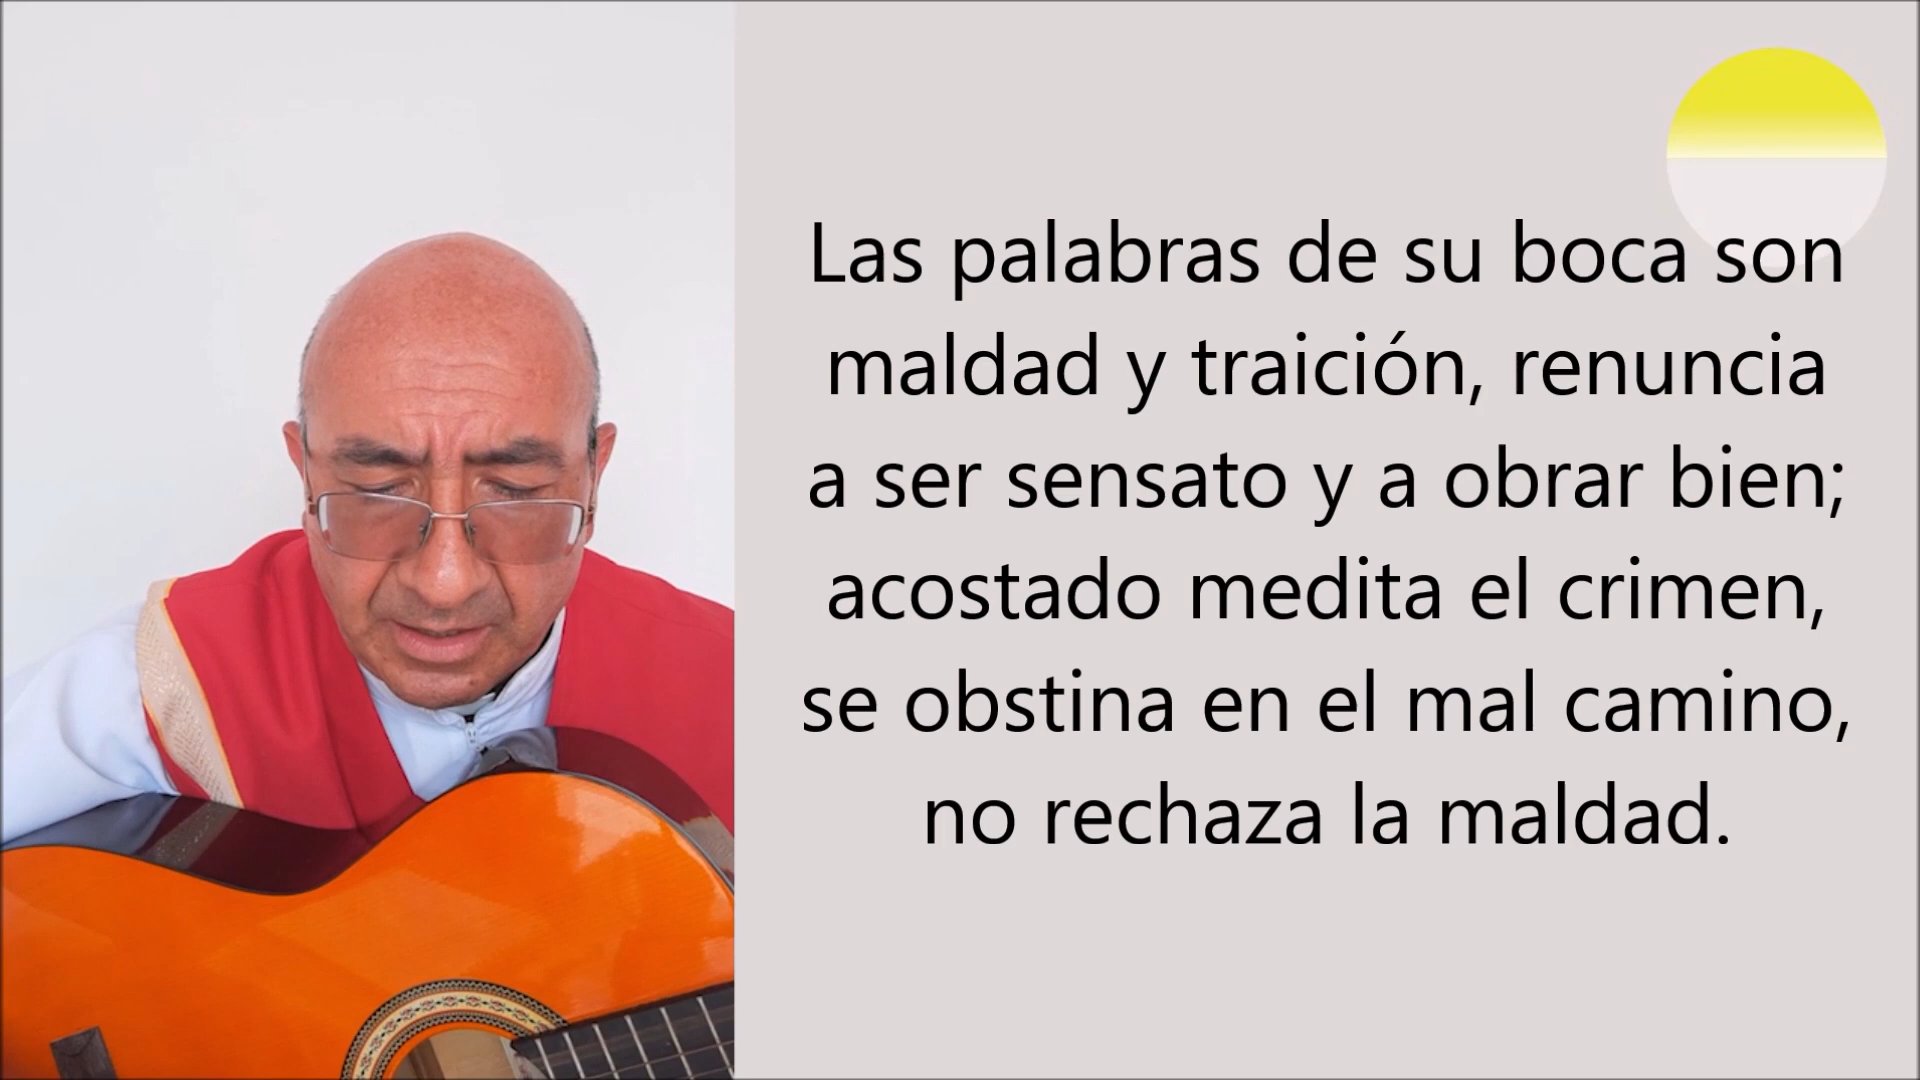 Las palabras de su boca son
maldad y traición, renuncia
a ser sensato y a obrar bien;
acostado medita el crimen,
se obstina en el mal camino,
no rechaza la maldad.